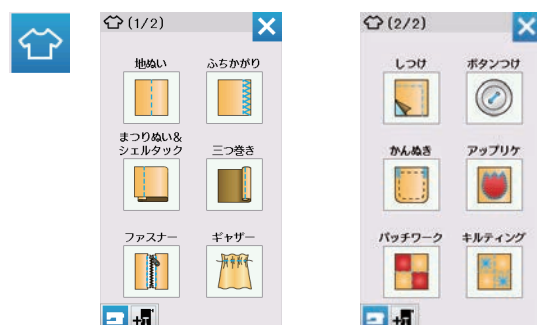 (1/2)
地ぬい ふちかがり
まつりぬい&
シェルタック 三つ巻き
ファスナー ギャザー
(2/2)
しつけ ボタンつけ
かんぬき アップリケ
パッチワーク キルティング